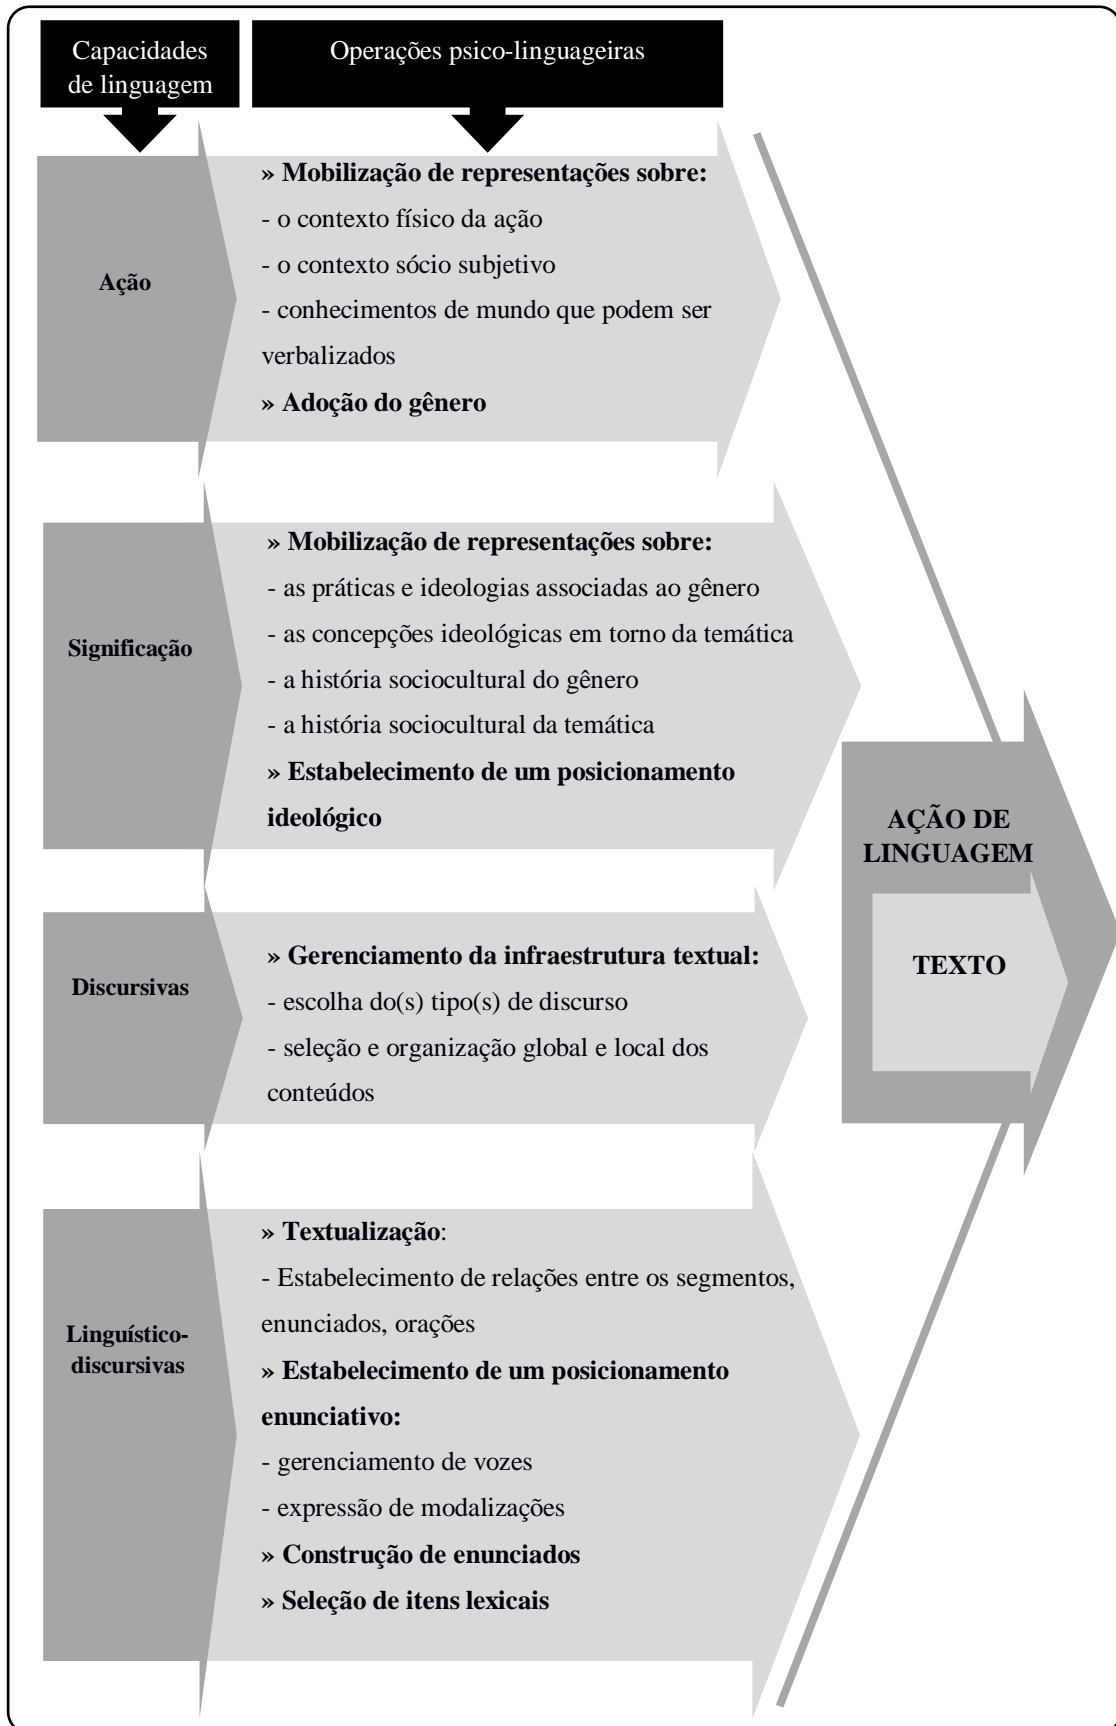 Capacidades
de linguagem
Operações psico-linguageiras
Ação
» Mobilização de representações sobre:
- o contexto físico da ação
- o contexto sócio subjetivo
- conhecimentos de mundo que podem ser
verbalizados
» Adoção do gênero
Significação
» Mobilização de representações sobre:
- as práticas e ideologias associadas ao gênero
- as concepções ideológicas em torno da temática
- a história sociocultural do gênero
- a história sociocultural da temática
» Estabelecimento de um posicionamento
ideológico
Discursivas
» Gerenciamento da infraestrutura textual:
- escolha do(s) tipo(s) de discurso
- seleção e organização global e local dos
conteúdos
Linguístico-
discursivas
» Textualização:
- Estabelecimento de relações entre os segmentos,
enunciados, orações
» Estabelecimento de um posicionamento
enunciativo:
- gerenciamento de vozes
- expressão de modalizações
» Construção de enunciados
» Seleção de itens lexicais
AÇÃO DE
LINGUAGEM
TEXTO